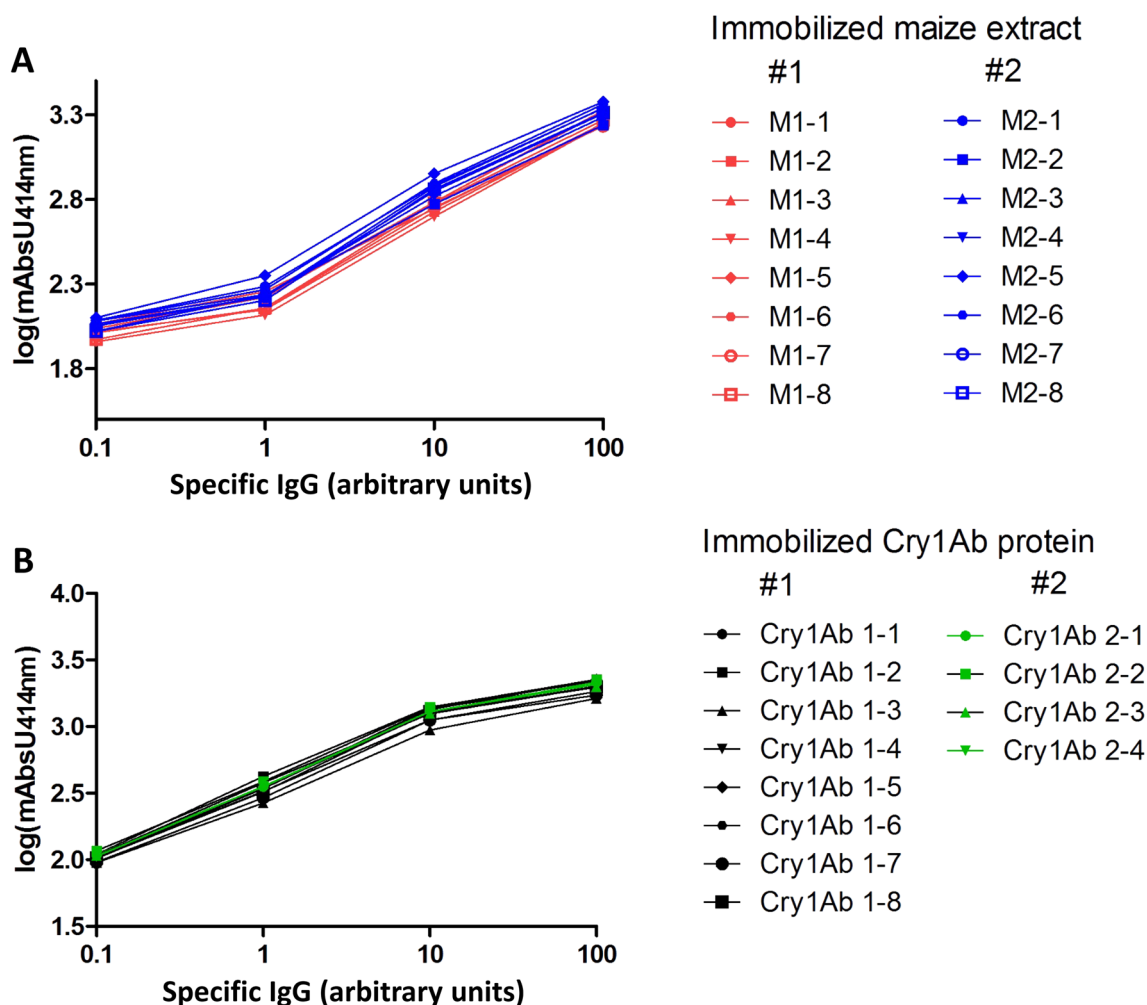 A
log(mAbsU414nm)
3.3
2.8
2.3
1.8
0.1 1 10 100
Specific IgG (arbitrary units)
Immobilized maize extract
#1 #2
M1-1 M2-1
M1-2 M2-2
M1-3 M2-3
M1-4 M2-4
M1-5 M2-5
M1-6 M2-6
M1-7 M2-7
M1-8 M2-8
B
log(mAbsU414nm)
4.0
3.5
3.0
2.5
2.0
1.5
0.1 1 10 100
Specific IgG (arbitrary units)
Immobilized Cry1Ab protein
#1 #2
Cry1Ab 1-1 Cry1Ab 2-1
Cry1Ab 1-2 Cry1Ab 2-2
Cry1Ab 1-3 Cry1Ab 2-3
Cry1Ab 1-4 Cry1Ab 2-4
Cry1Ab 1-5
Cry1Ab 1-6
Cry1Ab 1-7
Cry1Ab 1-8